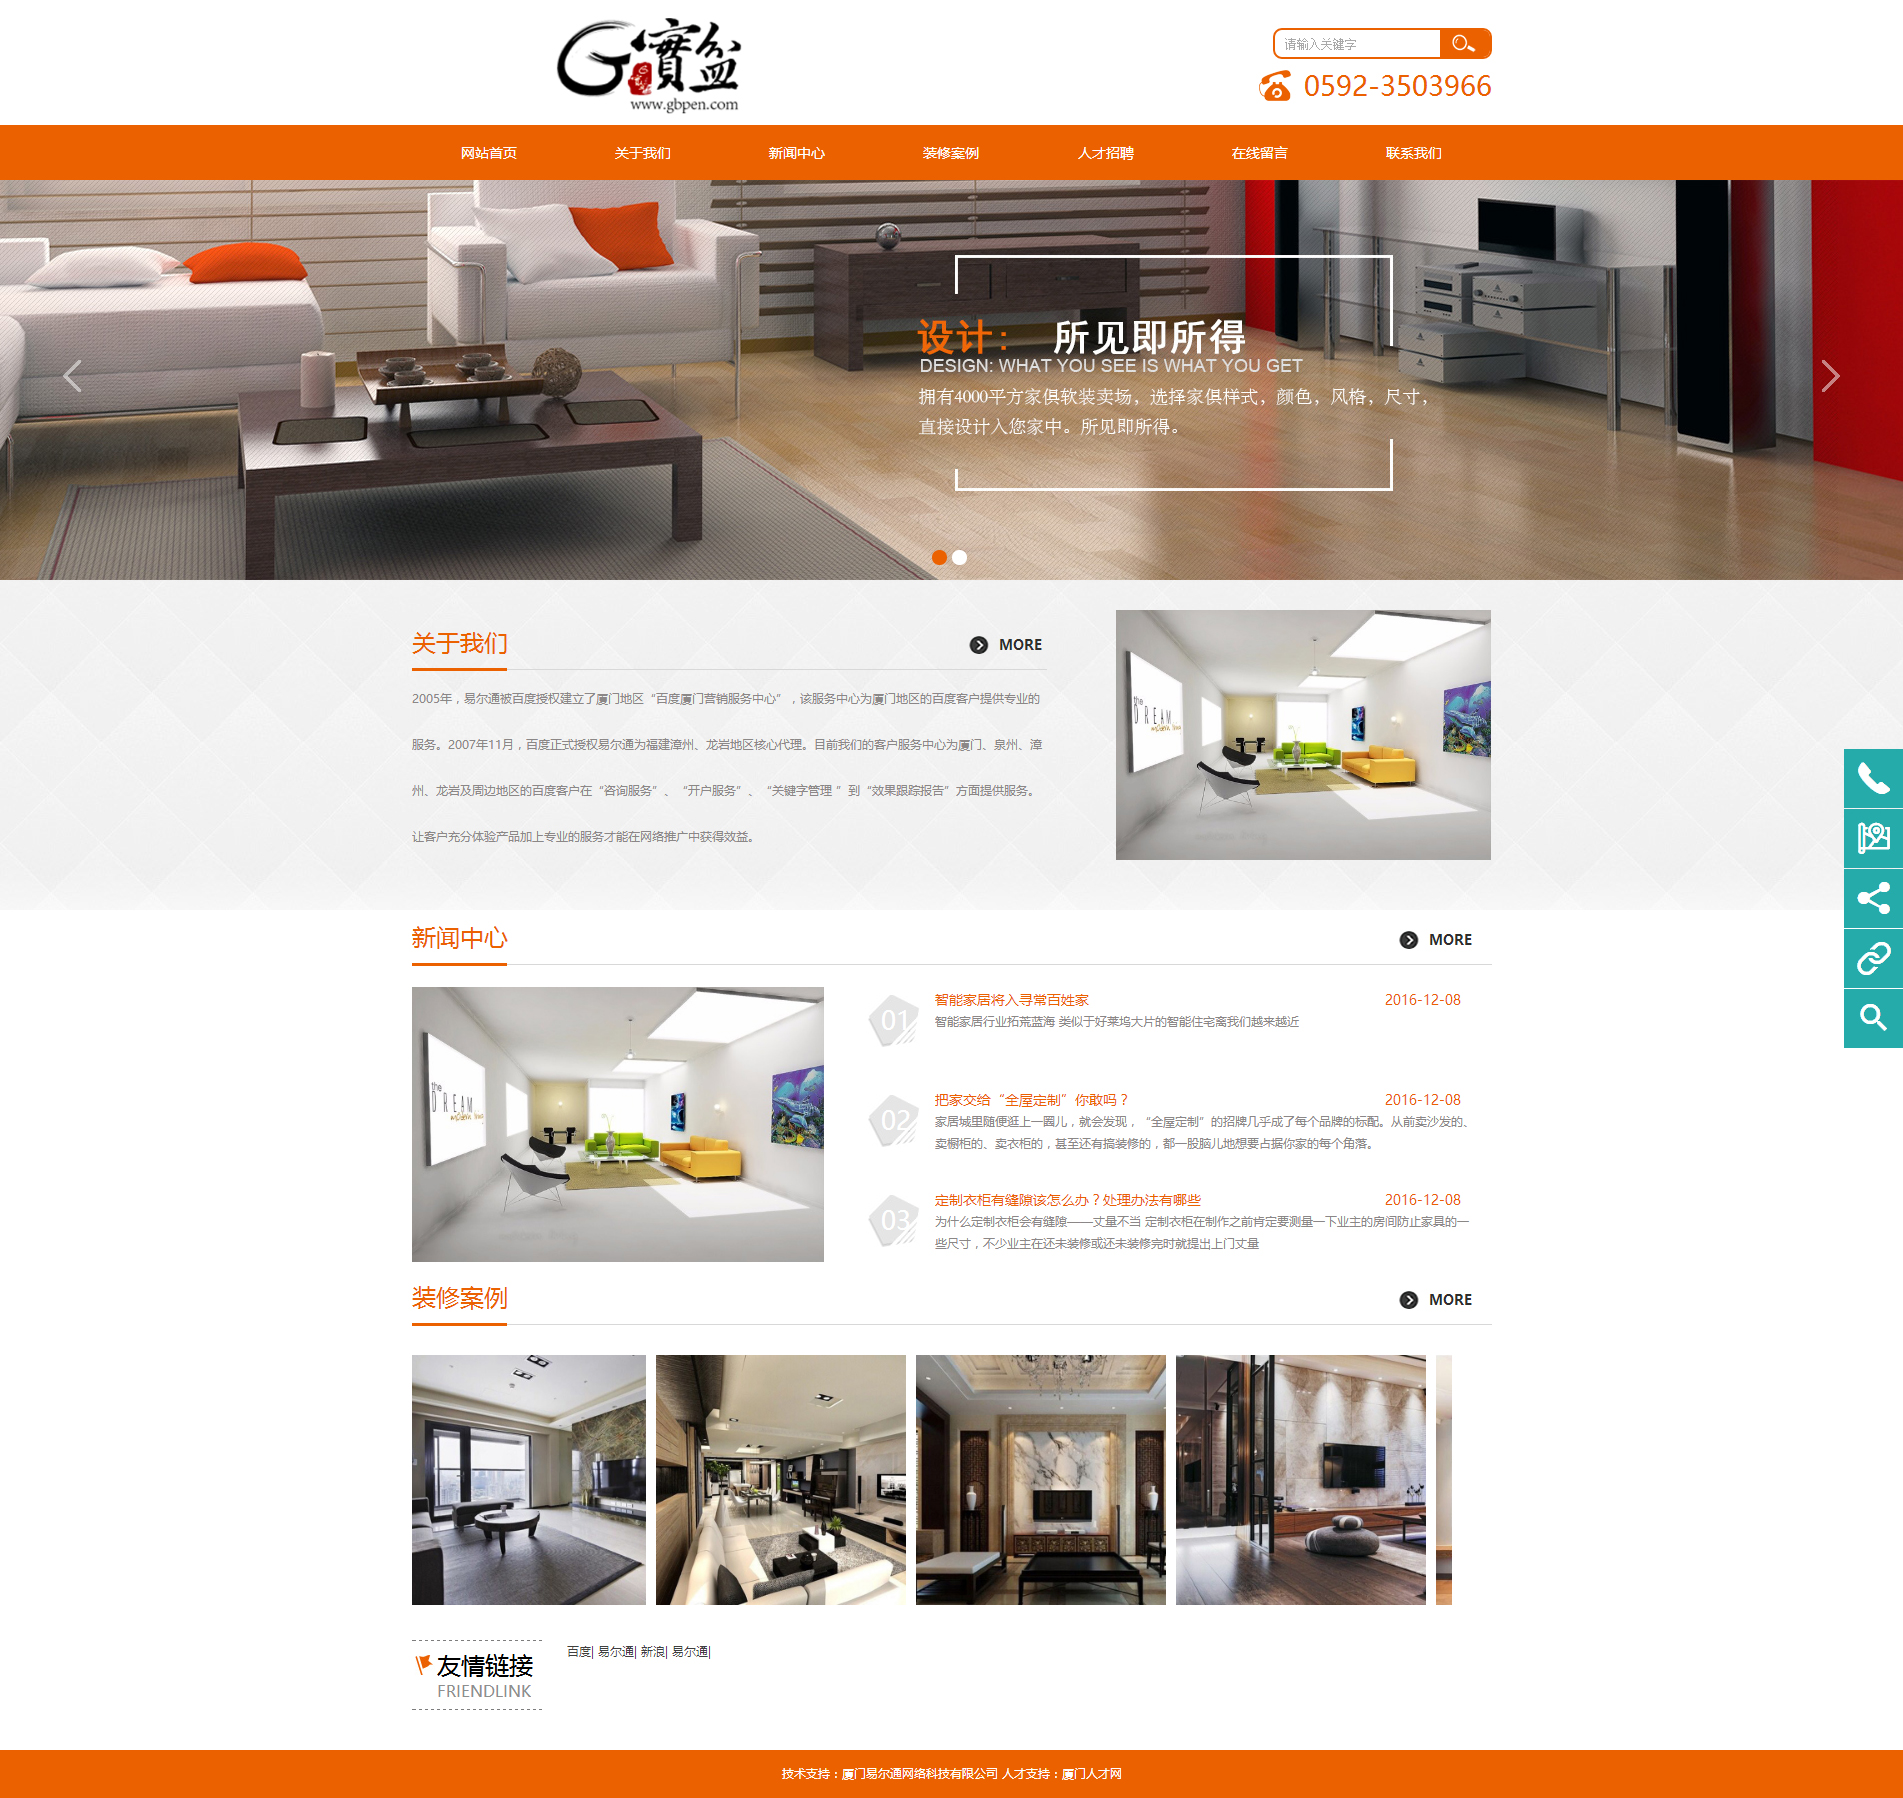 實盆
www.gbpen.com
请输入关键字
0592-3503966
网站首页 关于我们 新闻中心 装修案例 人才招聘 在线留言 联系我们
设计： 所见即所得
DESIGN: WHAT YOU SEE IS WHAT YOU GET
拥有4000平方家俱软装卖场，选择家俱样式，颜色，风格，尺寸，
直接设计入您家中。所见即所得。
关于我们
MORE
2005年，易尔通被百度授权建立了厦门地区“百度厦门营销服务中心”，该服务中心为厦门地区的百度客户提供专业的
服务。2007年11月，百度正式授权易尔通为福建漳州、龙岩地区核心代理。目前我们的客户服务中心为厦门、泉州、漳
州、龙岩及周边地区的百度客户在“咨询服务”、“开户服务”、“关键字管理 ”到“效果跟踪报告”方面提供服务。
让客户充分体验产品加上专业的服务才能在网络推广中获得效益。
the
DREAM
新闻中心
MORE
the
DREAM
01
智能家居将入寻常百姓家 2016-12-08
智能家居行业拓荒蓝海 类似于好莱坞大片的智能住宅离我们越来越近
02
把家交给“全屋定制”你敢吗？ 2016-12-08
家居城里随便逛上一圈儿，就会发现，“全屋定制”的招牌几乎成了每个品牌的标配。从前卖沙发的、
卖橱柜的、卖衣柜的，甚至还有搞装修的，都一股脑儿地想要占据你家的每个角落。
03
定制衣柜有缝隙该怎么办？处理办法有哪些 2016-12-08
为什么定制衣柜会有缝隙——丈量不当 定制衣柜在制作之前肯定要测量一下业主的房间防止家具的一
些尺寸，不少业主在还未装修或还未装修完时就提出上门丈量
装修案例
MORE
友情链接
FRIENDLINK
百度| 易尔通| 新浪| 易尔通|
技术支持：厦门易尔通网络科技有限公司 人才支持：厦门人才网